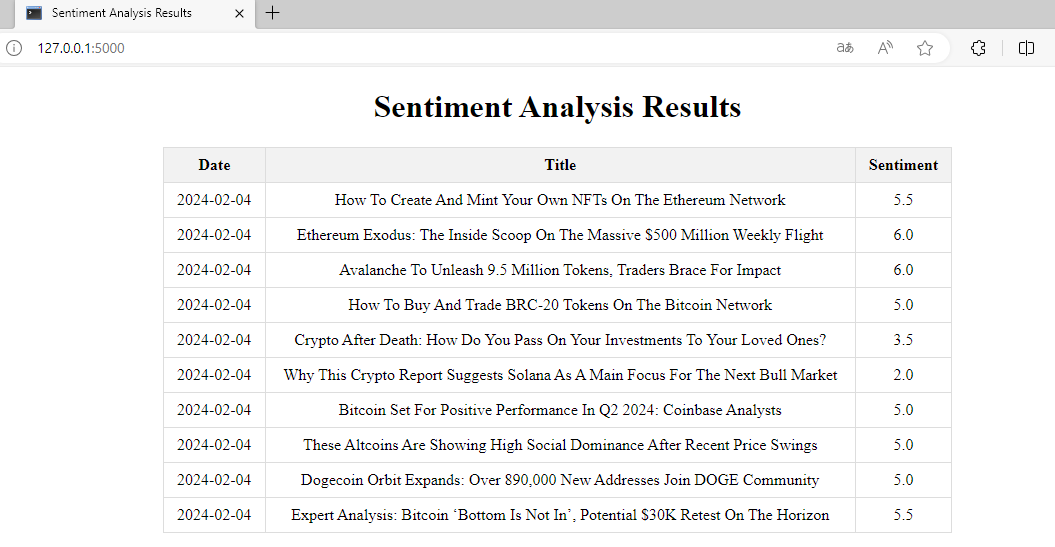 Sentiment Analysis Results
127.0.0.1:5000
aあ A
Sentiment Analysis Results
Date Title Sentiment
2024-02-04 How To Create And Mint Your Own NFTs On The Ethereum Network 5.5
2024-02-04 Ethereum Exodus: The Inside Scoop On The Massive $500 Million Weekly Flight 6.0
2024-02-04 Avalanche To Unleash 9.5 Million Tokens, Traders Brace For Impact 6.0
2024-02-04 How To Buy And Trade BRC-20 Tokens On The Bitcoin Network 5.0
2024-02-04 Crypto After Death: How Do You Pass On Your Investments To Your Loved Ones? 3.5
2024-02-04 Why This Crypto Report Suggests Solana As A Main Focus For The Next Bull Market 2.0
2024-02-04 Bitcoin Set For Positive Performance In Q2 2024: Coinbase Analysts 5.0
2024-02-04 These Altcoins Are Showing High Social Dominance After Recent Price Swings 5.0
2024-02-04 Dogecoin Orbit Expands: Over 890,000 New Addresses Join DOGE Community 5.0
2024-02-04 Expert Analysis: Bitcoin ‘Bottom Is Not In’, Potential $30K Retest On The Horizon 5.5